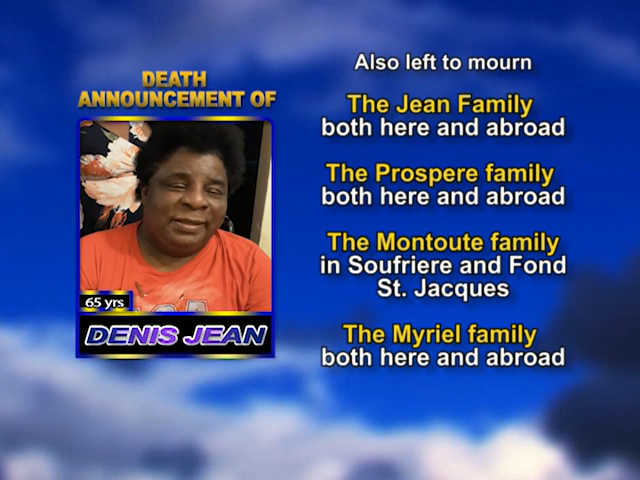 DEATH
ANNOUNCEMENT OF
65 yrs
DENIS JEAN
Also left to mourn
The Jean Family
both here and abroad
The Prospere family
both here and abroad
The Montoute family
in Soufriere and Fond
St. Jacques
The Myriel family
both here and abroad